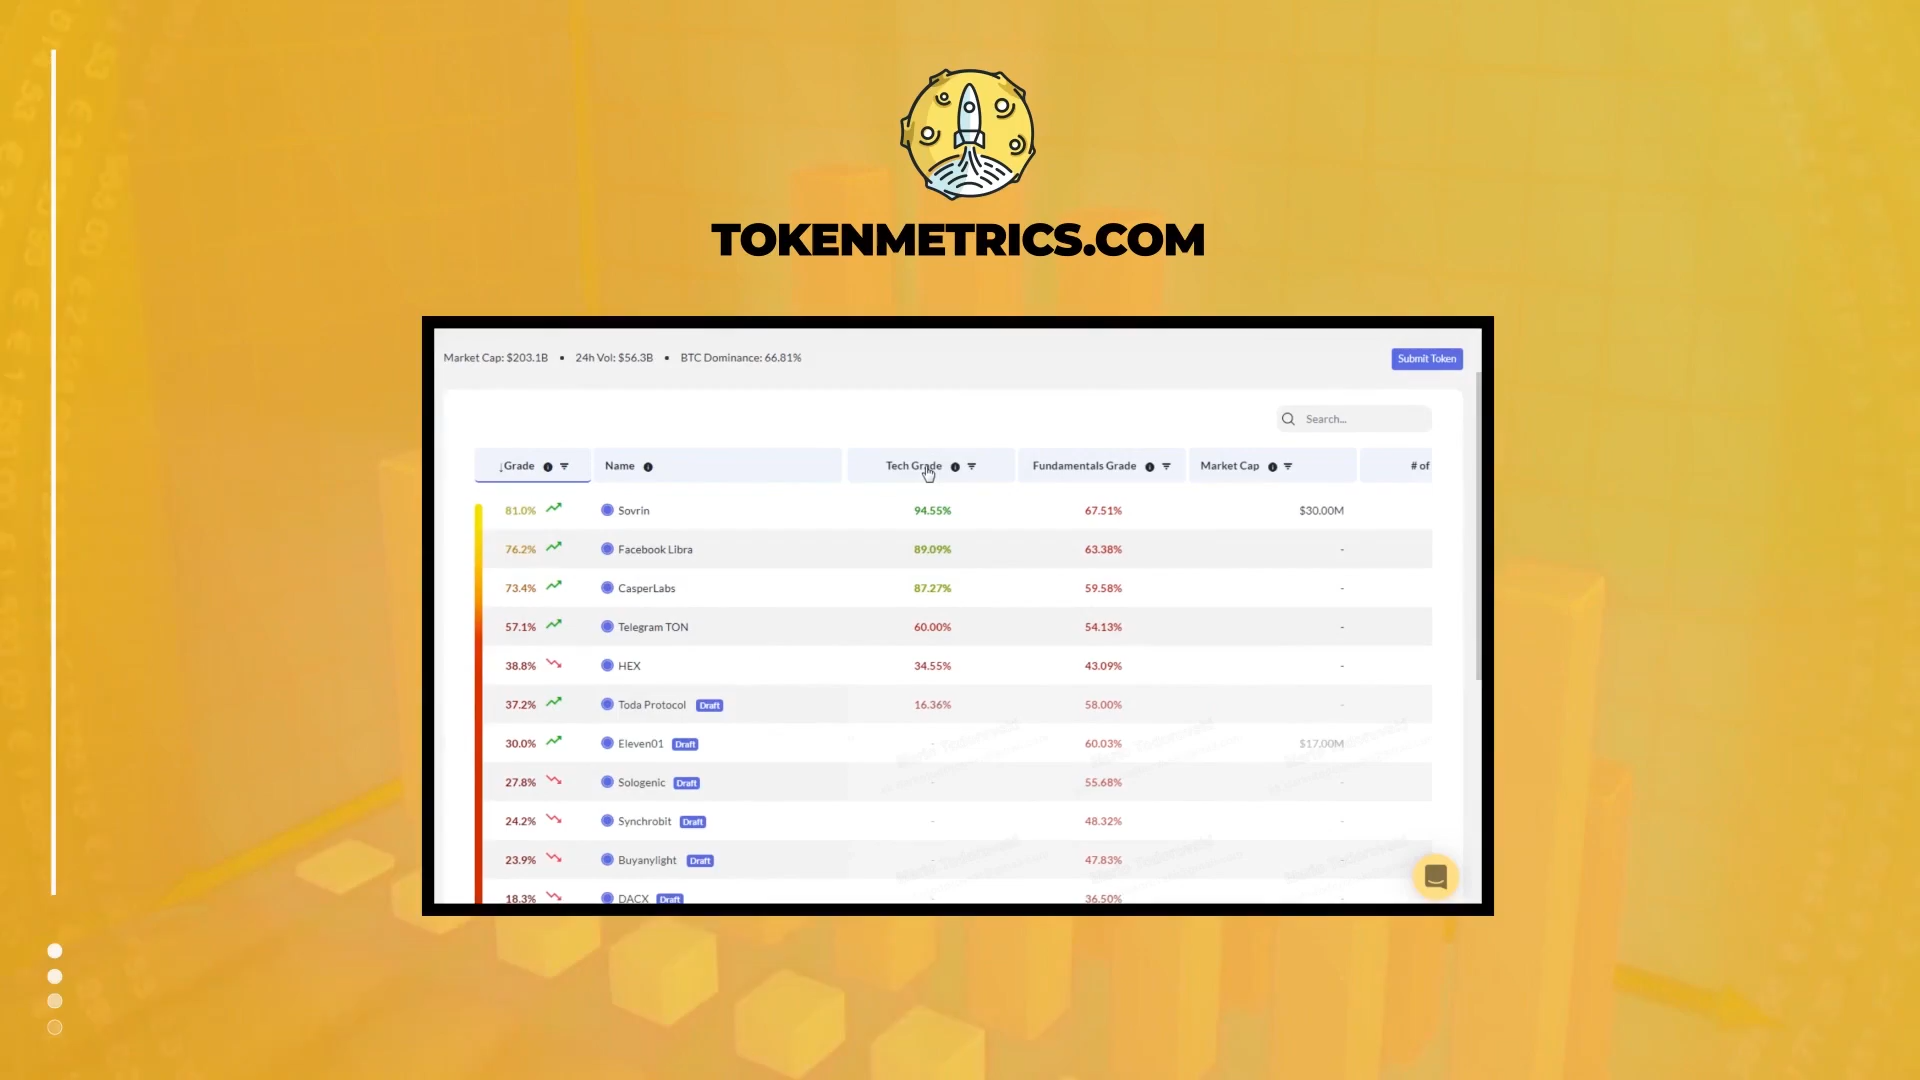 TOKENMETRICS.COM
Market Cap: $203.1B • 24h Vol: $56.3B • BTC Dominance: 66.81%
Submit Token
Search...
↓Grade Name Tech Grade Fundamentals Grade Market Cap # of
81.0% Sovrin 94.55% 67.51% $30.00M
76.2% Facebook Libra 89.09% 63.38% -
73.4% CasperLabs 87.27% 59.58% -
57.1% Telegram TON 60.00% 54.13% -
38.8% HEX 34.55% 43.09% -
37.2% Toda Protocol Draft 16.36% 58.00% -
30.0% Eleven01 Draft - 60.03% $17.00M
27.8% Sologenic Draft - 55.68% -
24.2% Synchrobit Draft - 48.32% -
23.9% Buyanylight Draft - 47.83% -
18.3% DACX Draft - 36.50% -